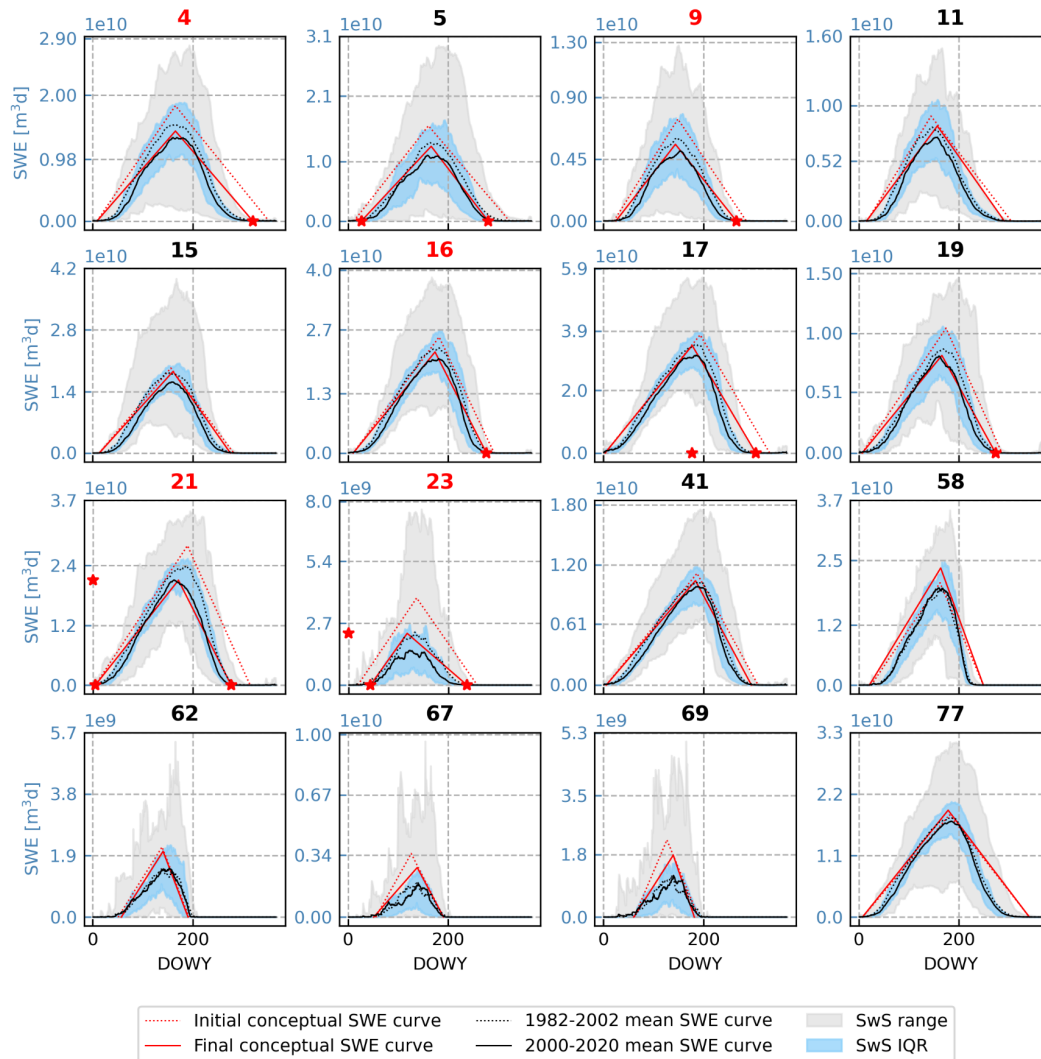 4 5 9 11
1e10 1e10 1e10 1e10
2.90 3.1 1.30 1.60
2.00 2.1 0.90 1.00
0.98 1.0 0.45 0.52
0.00 0.0 0.00 0.00
SWE [m³d]
15 16 17 19
1e10 1e10 1e10 1e10
4.2 4.0 5.9 1.50
2.8 2.7 3.9 1.00
1.4 1.3 2.0 0.51
0.0 0.0 0.0 0.00
SWE [m³d]
21 23 41 58
1e10 1e9 1e10 1e10
3.7 8.0 1.80 3.7
2.4 5.4 1.20 2.5
1.2 2.7 0.61 1.2
0.0 0.0 0.00 0.0
SWE [m³d]
62 67 69 77
1e9 1e10 1e9 1e10
5.7 1.00 5.3 3.3
3.8 0.67 3.5 2.2
1.9 0.34 1.8 1.1
0.0 0.00 0.0 0.0
SWE [m³d]
0 200 0 200 0 200 0 200
DOWY DOWY DOWY DOWY
Initial conceptual SWE curve 1982-2002 mean SWE curve SwS range
Final conceptual SWE curve 2000-2020 mean SWE curve SwS IQR